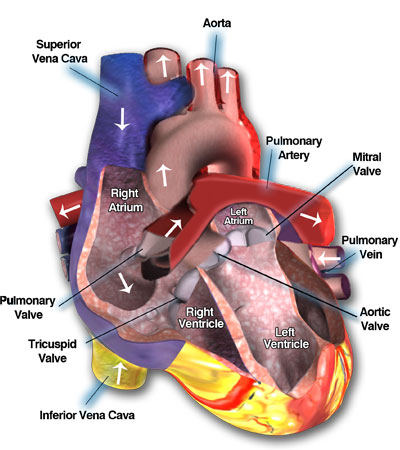 Aorta
Superior
Vena Cava
Pulmonary
Artery
Mitral
Valve
Right
Atrium
Left
Atrium
Pulmonary
Vein
Pulmonary
Valve
Right
Ventricle
Aortic
Valve
Tricuspid
Valve
Left
Ventricle
Inferior Vena Cava